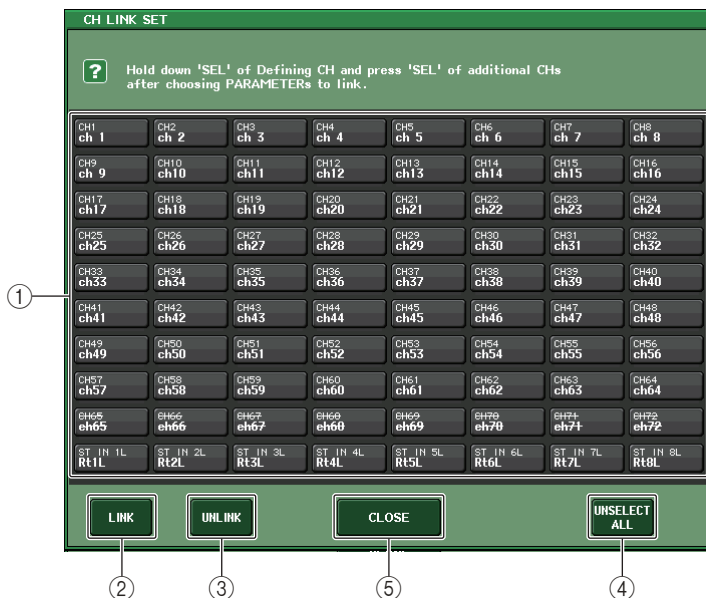 CH LINK SET
? Hold down 'SEL' of Defining CH and press 'SEL' of additional CHs
after choosing PARAMETERs to link.
CH1 CH2 CH3 CH4 CH5 CH6 CH7 CH8
ch 1 ch 2 ch 3 ch 4 ch 5 ch 6 ch 7 ch 8
CH9 CH10 CH11 CH12 CH13 CH14 CH15 CH16
ch 9 ch10 ch11 ch12 ch13 ch14 ch15 ch16
CH17 CH18 CH19 CH20 CH21 CH22 CH23 CH24
ch17 ch18 ch19 ch20 ch21 ch22 ch23 ch24
CH25 CH26 CH27 CH28 CH29 CH30 CH31 CH32
ch25 ch26 ch27 ch28 ch29 ch30 ch31 ch32
CH33 CH34 CH35 CH36 CH37 CH38 CH39 CH40
ch33 ch34 ch35 ch36 ch37 ch38 ch39 ch40
①
CH41 CH42 CH43 CH44 CH45 CH46 CH47 CH48
ch41 ch42 ch43 ch44 ch45 ch46 ch47 ch48
CH49 CH50 CH51 CH52 CH53 CH54 CH55 CH56
ch49 ch50 ch51 ch52 ch53 ch54 ch55 ch56
CH57 CH58 CH59 CH60 CH61 CH62 CH63 CH64
ch57 ch58 ch59 ch60 ch61 ch62 ch63 ch64
CH65 CH66 CH67 CH68 CH69 CH70 CH71 CH72
ch65 ch66 ch67 ch68 ch69 ch70 ch71 ch72
ST IN 1L ST IN 2L ST IN 3L ST IN 4L ST IN 5L ST IN 6L ST IN 7L ST IN 8L
Rt1L Rt2L Rt3L Rt4L Rt5L Rt6L Rt7L Rt8L
LINK UNLINK CLOSE UNSELECT
ALL
② ③ ⑤ ④